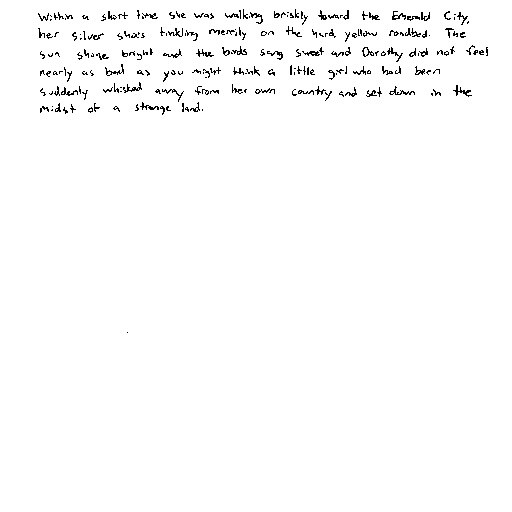 Within a short time she was walking briskly toward the Emerald City,
her Silver Shoes tinkling merrily on the hard, yellow roadbed. The
sun shone bright and the birds sang sweet and Dorothy did not feel
nearly as bad as you might think a little girl who had been
suddenly whisked away from her own country and set down in the
midst of a strange land.